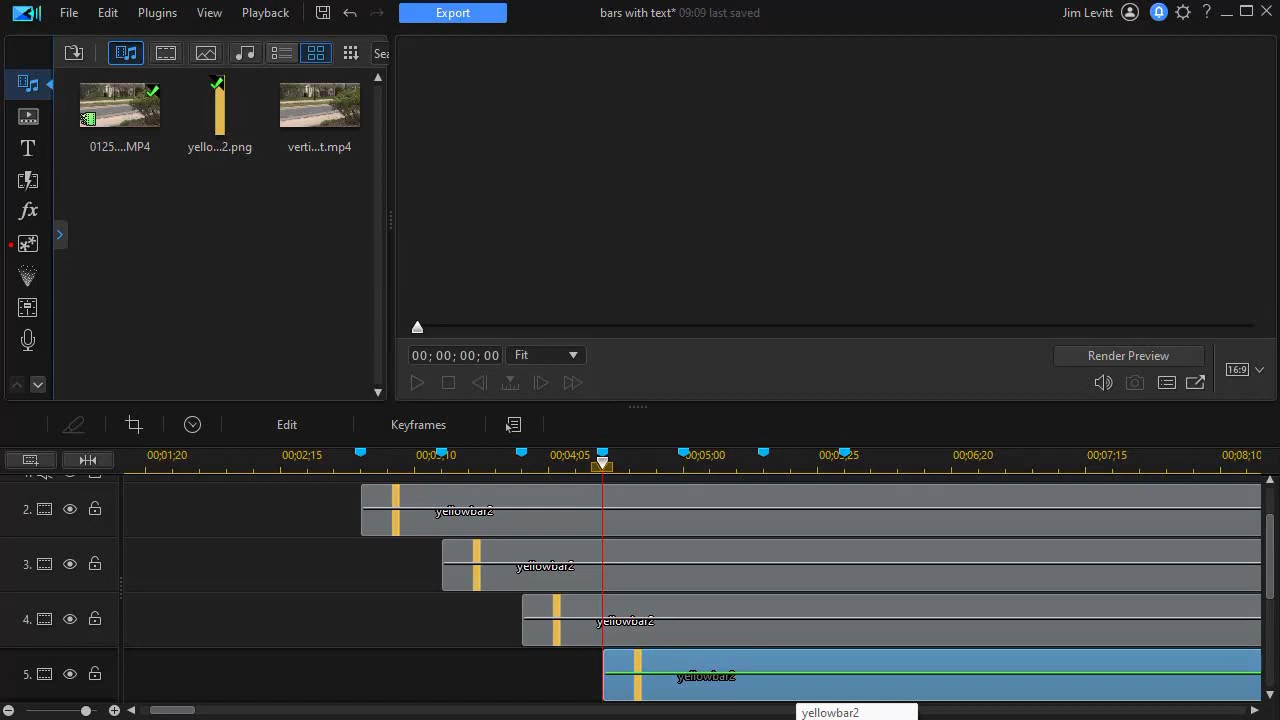 File Edit Plugins View Playback Export bars with text* 09:09 last saved Jim Levitt
Sea
0125....MP4 yello...2.png verti...t.mp4
T
fx
00; 00; 00; 00 Fit Render Preview 16:9
Edit Keyframes
00;01;20 00;02;15 00;03;10 00;04;05 00;05;00 00;05;25 00;06;20 00;07;15 00;08;10
2. yellowbar2
3. yellowbar2
4. yellowbar2
5. yellowbar2
yellowbar2